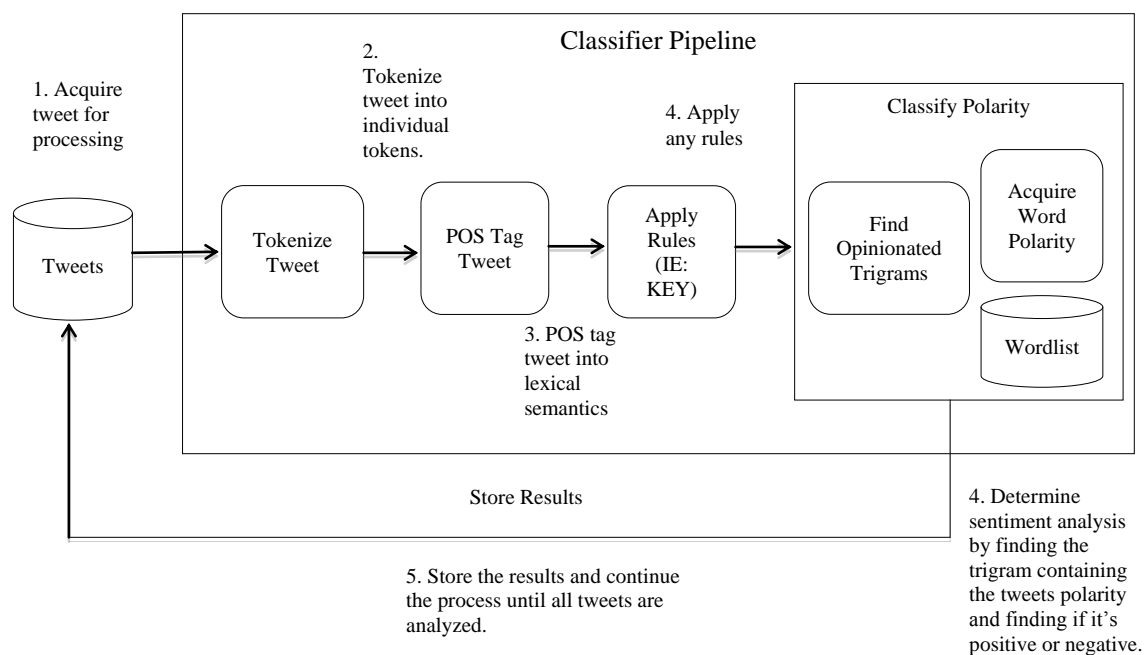 Classifier Pipeline
1. Acquire
tweet for
processing
2.
Tokenize
tweet into
individual
tokens.
4. Apply
any rules
Classify Polarity
Tweets
Tokenize
Tweet
POS Tag
Tweet
Apply
Rules
(IE:
KEY)
Find
Opinionated
Trigrams
Acquire
Word
Polarity
Wordlist
3. POS tag
tweet into
lexical
semantics
Store Results
4. Determine
sentiment analysis
by finding the
trigram containing
the tweets polarity
and finding if it’s
positive or negative.
5. Store the results and continue
the process until all tweets are
analyzed.